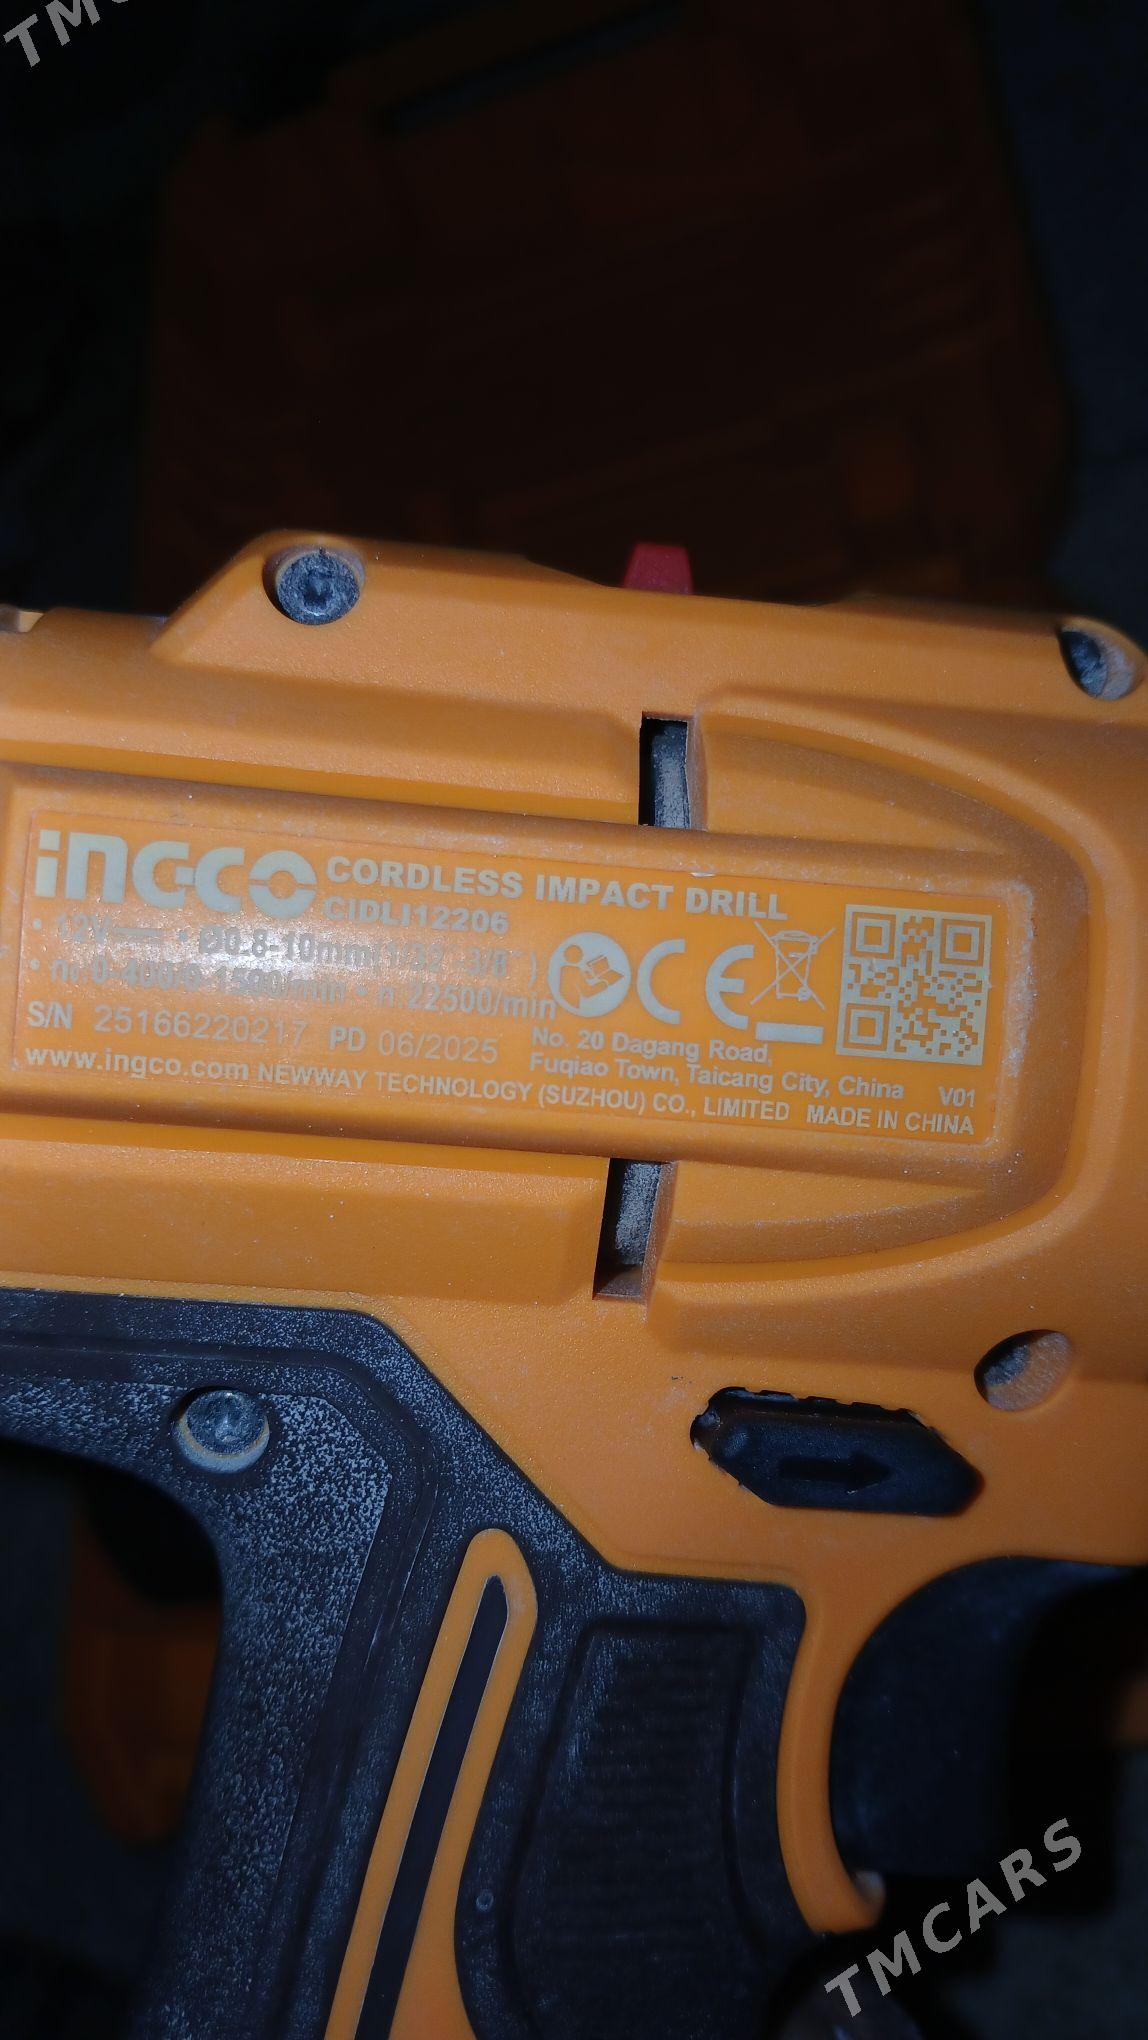 TMC
INGCO CORDLESS IMPACT DRILL
CIDLI12206
• 12V⎓ • Ø0.8-10mm(1/32"-3/8")
• n:0-400/0-1500/min • n:22500/min
S/N 25166220217 PD 06/2025
No. 20 Dagang Road,
Fuqiao Town, Taicang City, China V01
www.ingco.com NEWWAY TECHNOLOGY (SUZHOU) CO., LIMITED MADE IN CHINA
CE
TMCARS